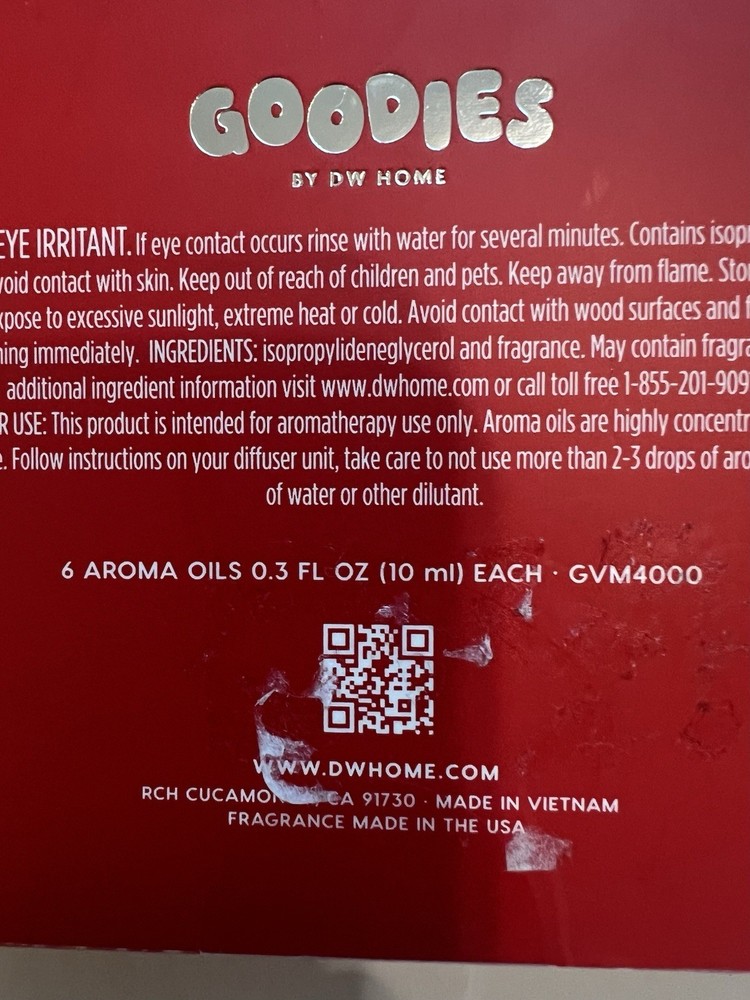 GOODIES
BY DW HOME
EYE IRRITANT. If eye contact occurs rinse with water for several minutes. Contains
contact with skin. Keep out of reach of children and pets. Keep away from flame.
to excessive sunlight, extreme heat or cold. Avoid contact with wood surfaces and
immediately. INGREDIENTS: isopropylideneglycerol and fragrance. May contain
additional ingredient information visit www.dwhome.com or call toll free 1-855-201-909
USE: This product is intended for aromatherapy use only. Aroma oils are highly
Follow instructions on your diffuser unit, take care to not use more than 2-3 drops of
of water or other dilutant.
6 AROMA OILS 0.3 FL OZ (10 ml) EACH · GVM4000
WWW.DWHOME.COM
RCH CA 91730 · MADE IN VIETNAM
FRAGRANCE MADE IN THE USA